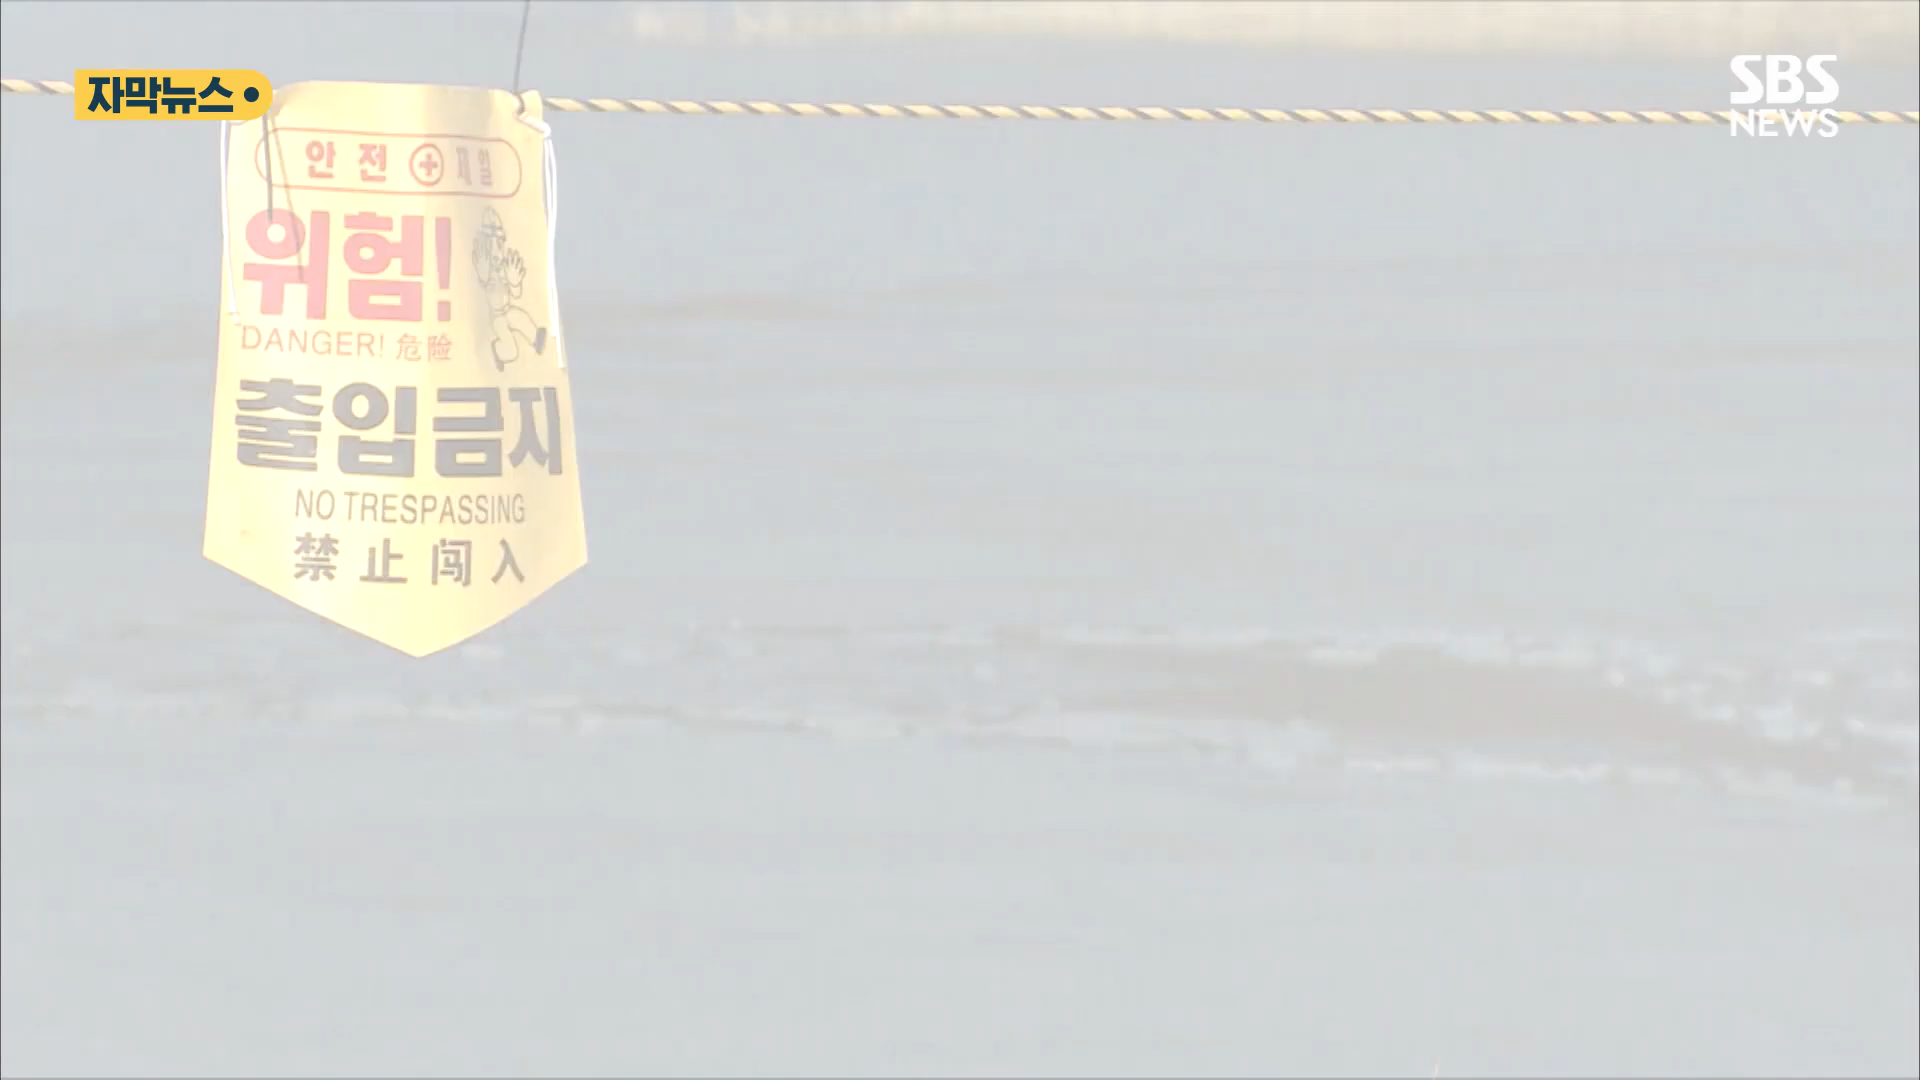 자막뉴스
SBS
NEWS
안전 제일
위험!
DANGER! 危险
출입금지
NO TRESPASSING
禁止闯入